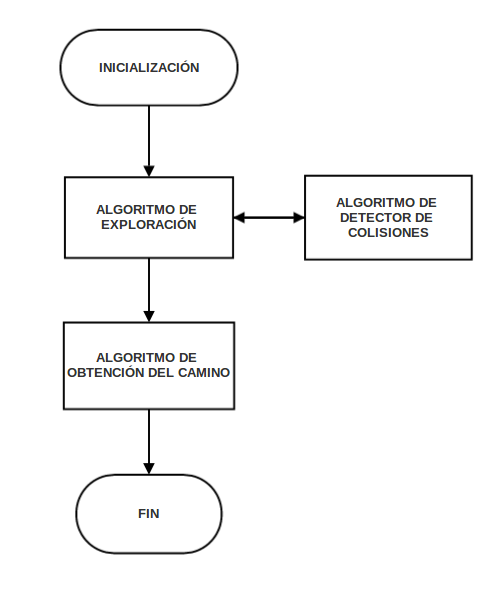 INICIALIZACIÓN
ALGORITMO DE
EXPLORACIÓN
ALGORITMO DE
DETECTOR DE
COLISIONES
ALGORITMO DE
OBTENCIÓN DEL CAMINO
FIN